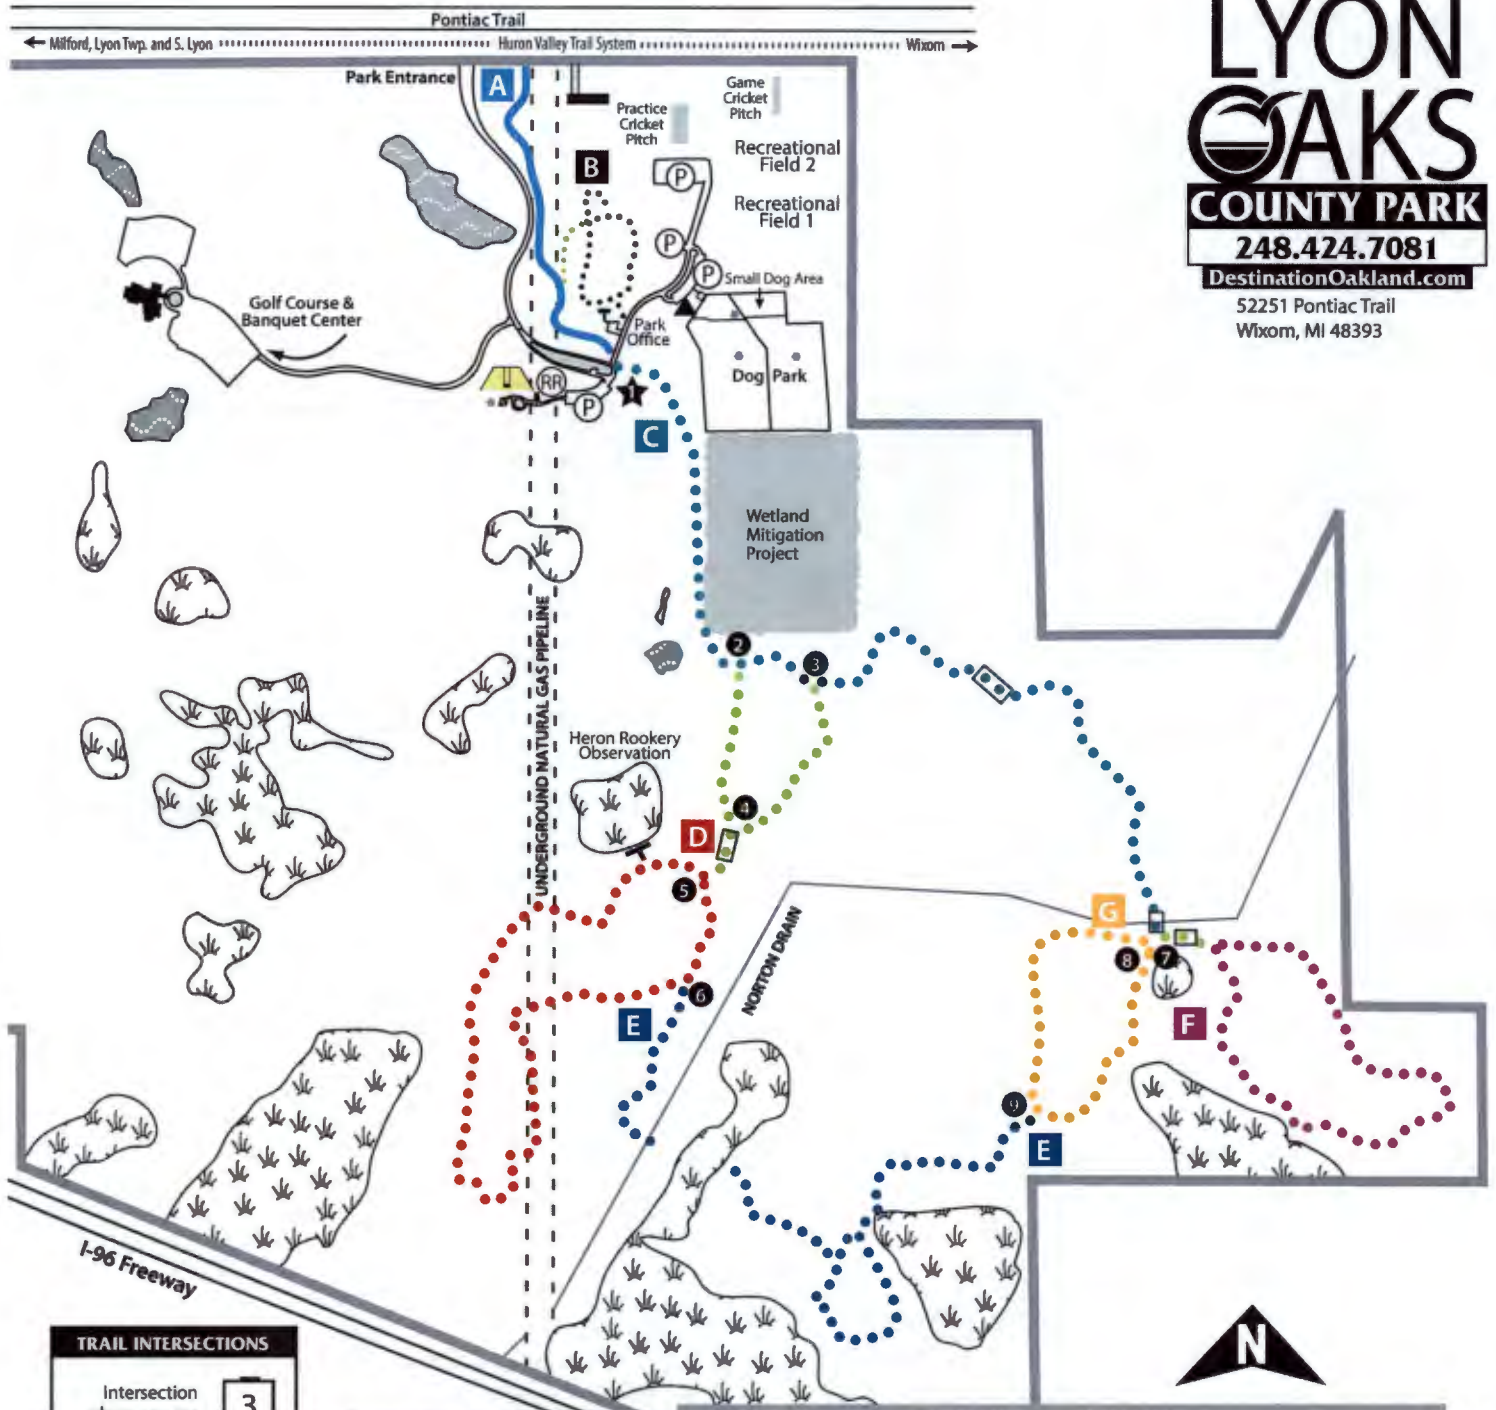 Pontiac Trail
Milford, Lyon Twp. and S. Lyon
Huron Valley Trail System
Wixom
LYON
OAKS
COUNTY PARK
248.424.7081
DestinationOakland.com
52251 Pontiac Trail
Wixom, MI 48393
Park Entrance
A
Game
Cricket
Pitch
Practice
Cricket
Pitch
B
Recreational
Field 2
P
Recreational
Field 1
P
P
Small Dog Area
Golf Course &
Banquet Center
Park
Office
RR
P
1
Dog Park
C
Wetland
Mitigation
Project
2
3
UNDERGROUND NATURAL GAS PIPELINE
Heron Rookery
Observation
4
D
5
NORTON DRAIN
G
8
7
6
E
F
9
E
I-96 Freeway
TRAIL INTERSECTIONS
Intersection
3
N